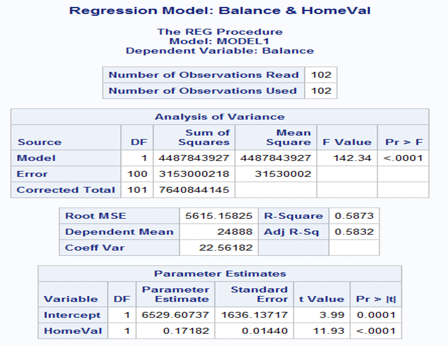 Regression Model: Balance & HomeVal
The REG Procedure
Model: MODEL1
Dependent Variable: Balance
Number of Observations Read 102
Number of Observations Used 102
Analysis of Variance
Source DF Sum of Squares Mean Square F Value Pr > F
Model 1 4487843927 4487843927 142.34 <.0001
Error 100 3153000218 31530002
Corrected Total 101 7640844145
Root MSE 5615.15825 R-Square 0.5873
Dependent Mean 24888 Adj R-Sq 0.5832
Coeff Var 22.56182
Parameter Estimates
Variable DF Parameter Estimate Standard Error t Value Pr > |t|
Intercept 1 6529.60737 1636.13717 3.99 0.0001
HomeVal 1 0.17182 0.01440 11.93 <.0001